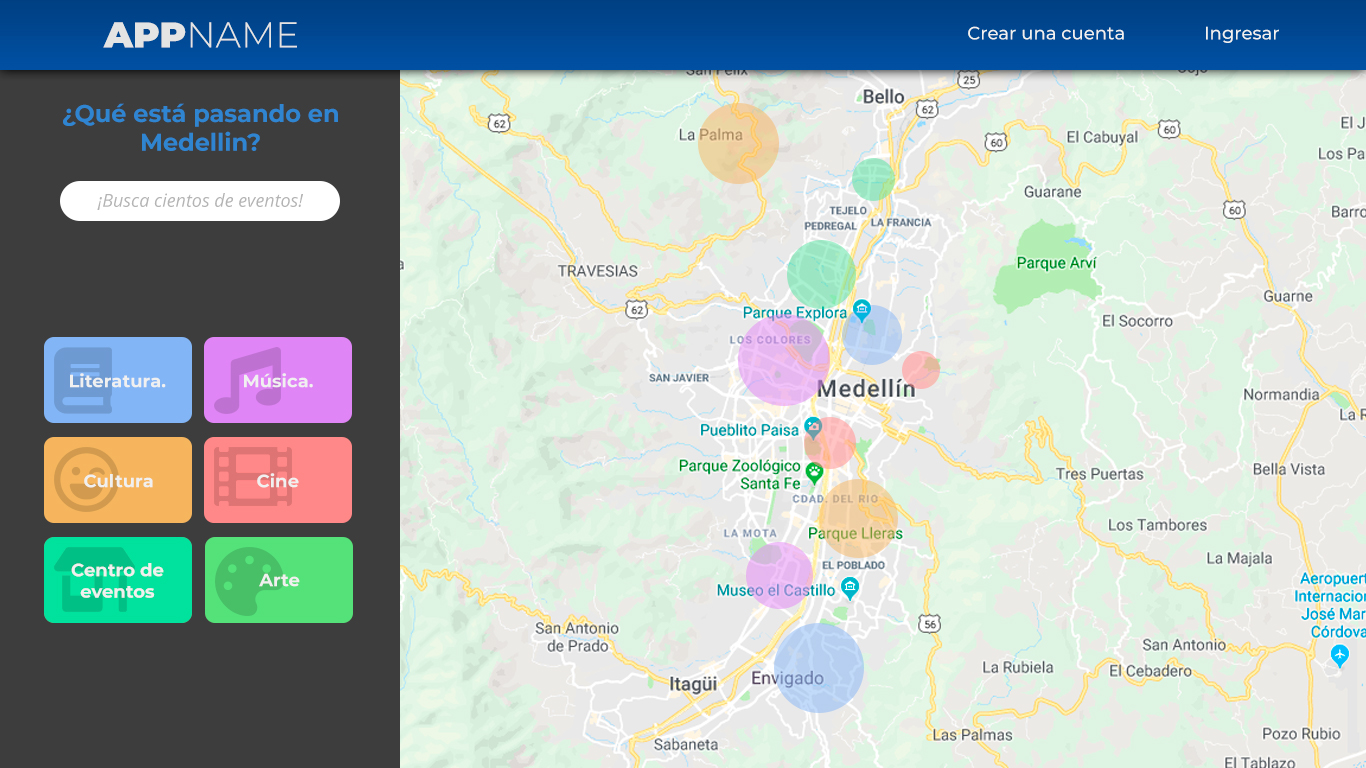 APPNAME
Crear una cuenta
Ingresar
¿Qué está pasando en
Medellin?
¡Busca cientos de eventos!
Literatura.
Música.
Cultura
Cine
Centro de
eventos
Arte
San Felix
25
Bello
62
62
La Palma
60
El Cabuyal
60
El J
Los Pa
Guarane
60
Barro
TEJELO
PEDREGAL
LA FRANCIA
TRAVESIAS
Parque Arví
62
Guarne
Parque Explora
El Socorro
LOS COLORES
SAN JAVIER
Medellín
Normandia
La R
Pueblito Paisa
Parque Zoológico
Santa Fe
Tres Puertas
Bella Vista
CDAD. DEL RIO
LA MOTA
Parque Lleras
Los Tambores
EL POBLADO
La Majala
Museo el Castillo
Aeropuert
Internacion
José Mar
Córdova
56
San Antonio
de Prado
San Antonio
La Rubiela
El Cebadero
Itagüi
Envigado
Las Palmas
Pozo Rubio
Sabaneta
El Tablazo